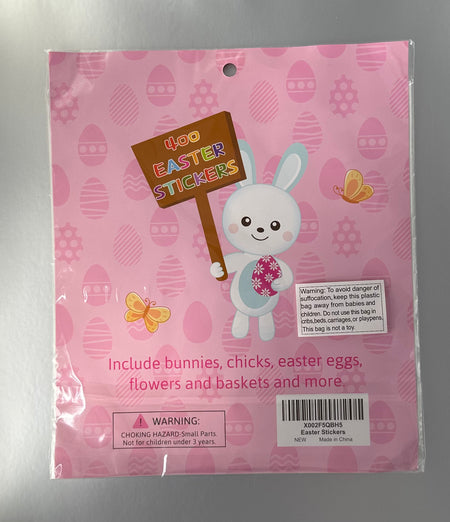 400
EASTER
STICKERS
Warning: To avoid danger of
suffocation, keep this plastic
bag away from babies and
children. Do not use this bag in
cribs,beds,carriages,or playpens,
This bag is not a toy.
Include bunnies, chicks, easter eggs,
flowers and baskets and more.
WARNING:
CHOKING HAZARD-Small Parts.
Not for children under 3 years.
X002F5QBH5
Easter Stickers
NEW Made in China